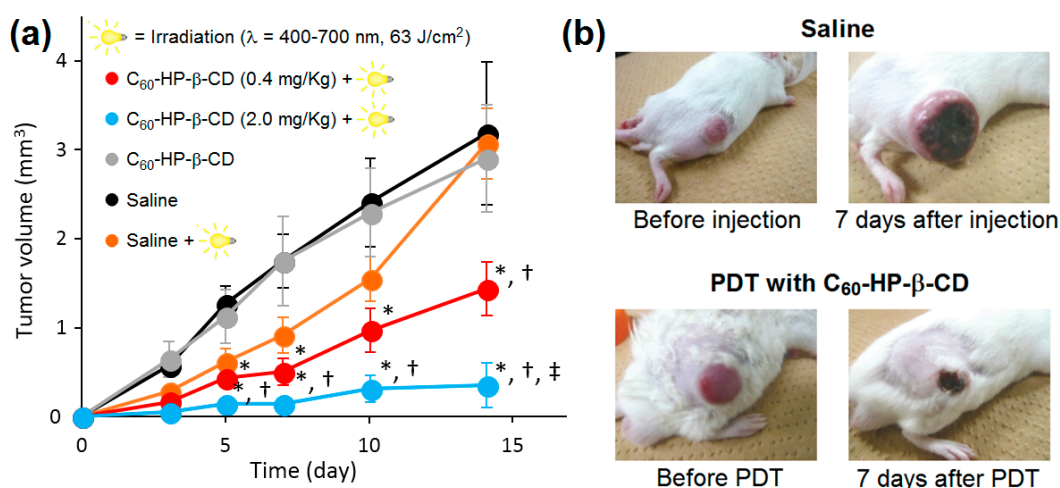 (a)
= Irradiation (λ = 400-700 nm, 63 J/cm²)
C₆₀-HP-β-CD (0.4 mg/Kg) +
C₆₀-HP-β-CD (2.0 mg/Kg) +
C₆₀-HP-β-CD
Saline
Saline +
Tumor volume (mm³)
4
3
2
1
0
*
*, †
*, †
*
*, †
*, †
*, †, ‡
0
5
10
15
Time (day)
(b)
Saline
Before injection
7 days after injection
PDT with C₆₀-HP-β-CD
Before PDT
7 days after PDT